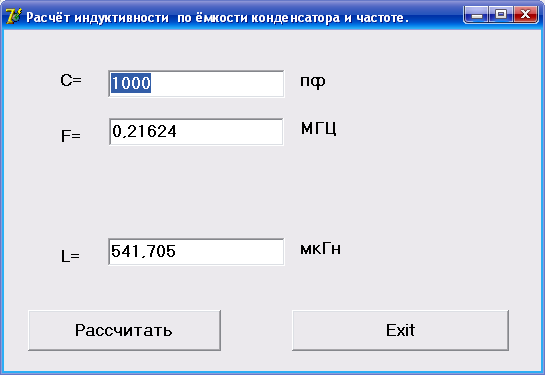 Расчёт индуктивности по ёмкости конденсатора и частоте.
C= 1000 пф
F= 0,21624 МГЦ
L= 541,705 мкГн
Рассчитать Exit